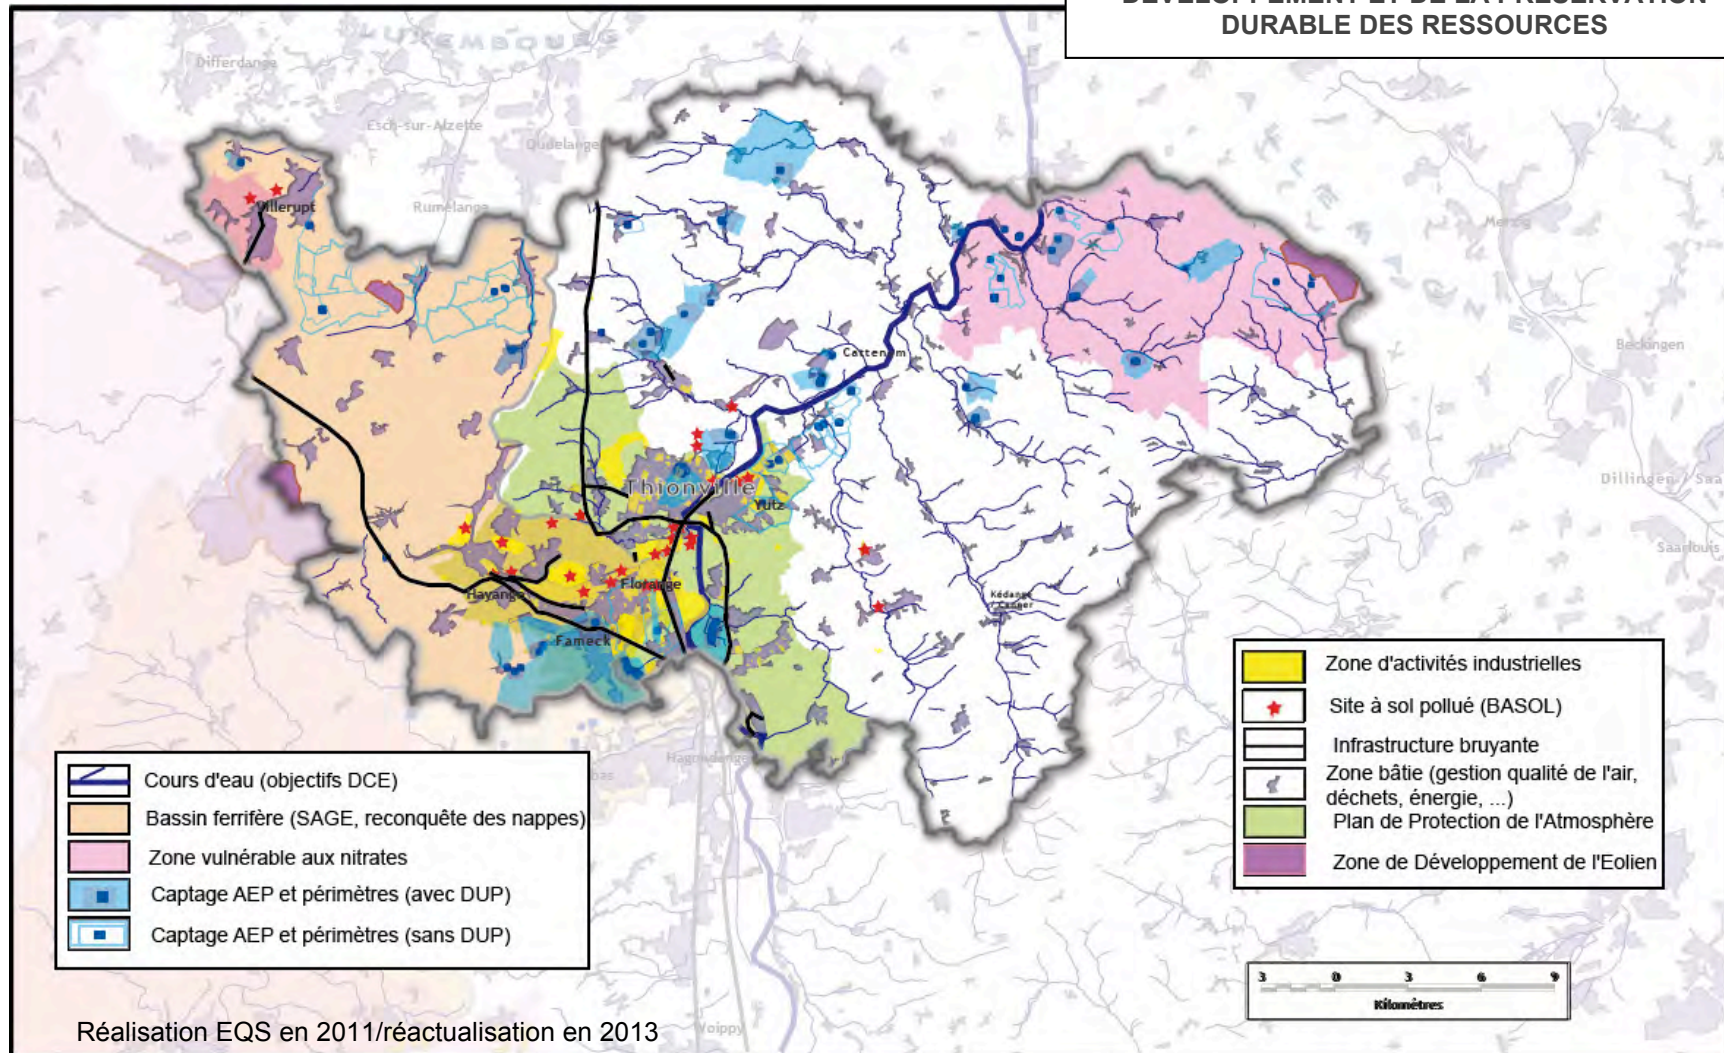 DURABLE DES RESSOURCES
LUXEMBOURG
Differdange
Esch-sur-Alzette
Dudelange
Villerupt
Rumelange
Merzig
Cattenom
Beckingen
Thionville
Yutz
Dillingen / Saa
Saarlouis
Florange
Hayange
Kédange
/ Canner
Fameck
Hagondange
Voippy
Zone d'activités industrielles
Site à sol pollué (BASOL)
Infrastructure bruyante
Zone bâtie (gestion qualité de l'air,
déchets, énergie, ...)
Plan de Protection de l'Atmosphère
Zone de Développement de l'Eolien
Cours d'eau (objectifs DCE)
Bassin ferrifère (SAGE, reconquête des nappes)
Zone vulnérable aux nitrates
Captage AEP et périmètres (avec DUP)
Captage AEP et périmètres (sans DUP)
3 0 3 6 9
Kilomètres
Réalisation EQS en 2011/réactualisation en 2013